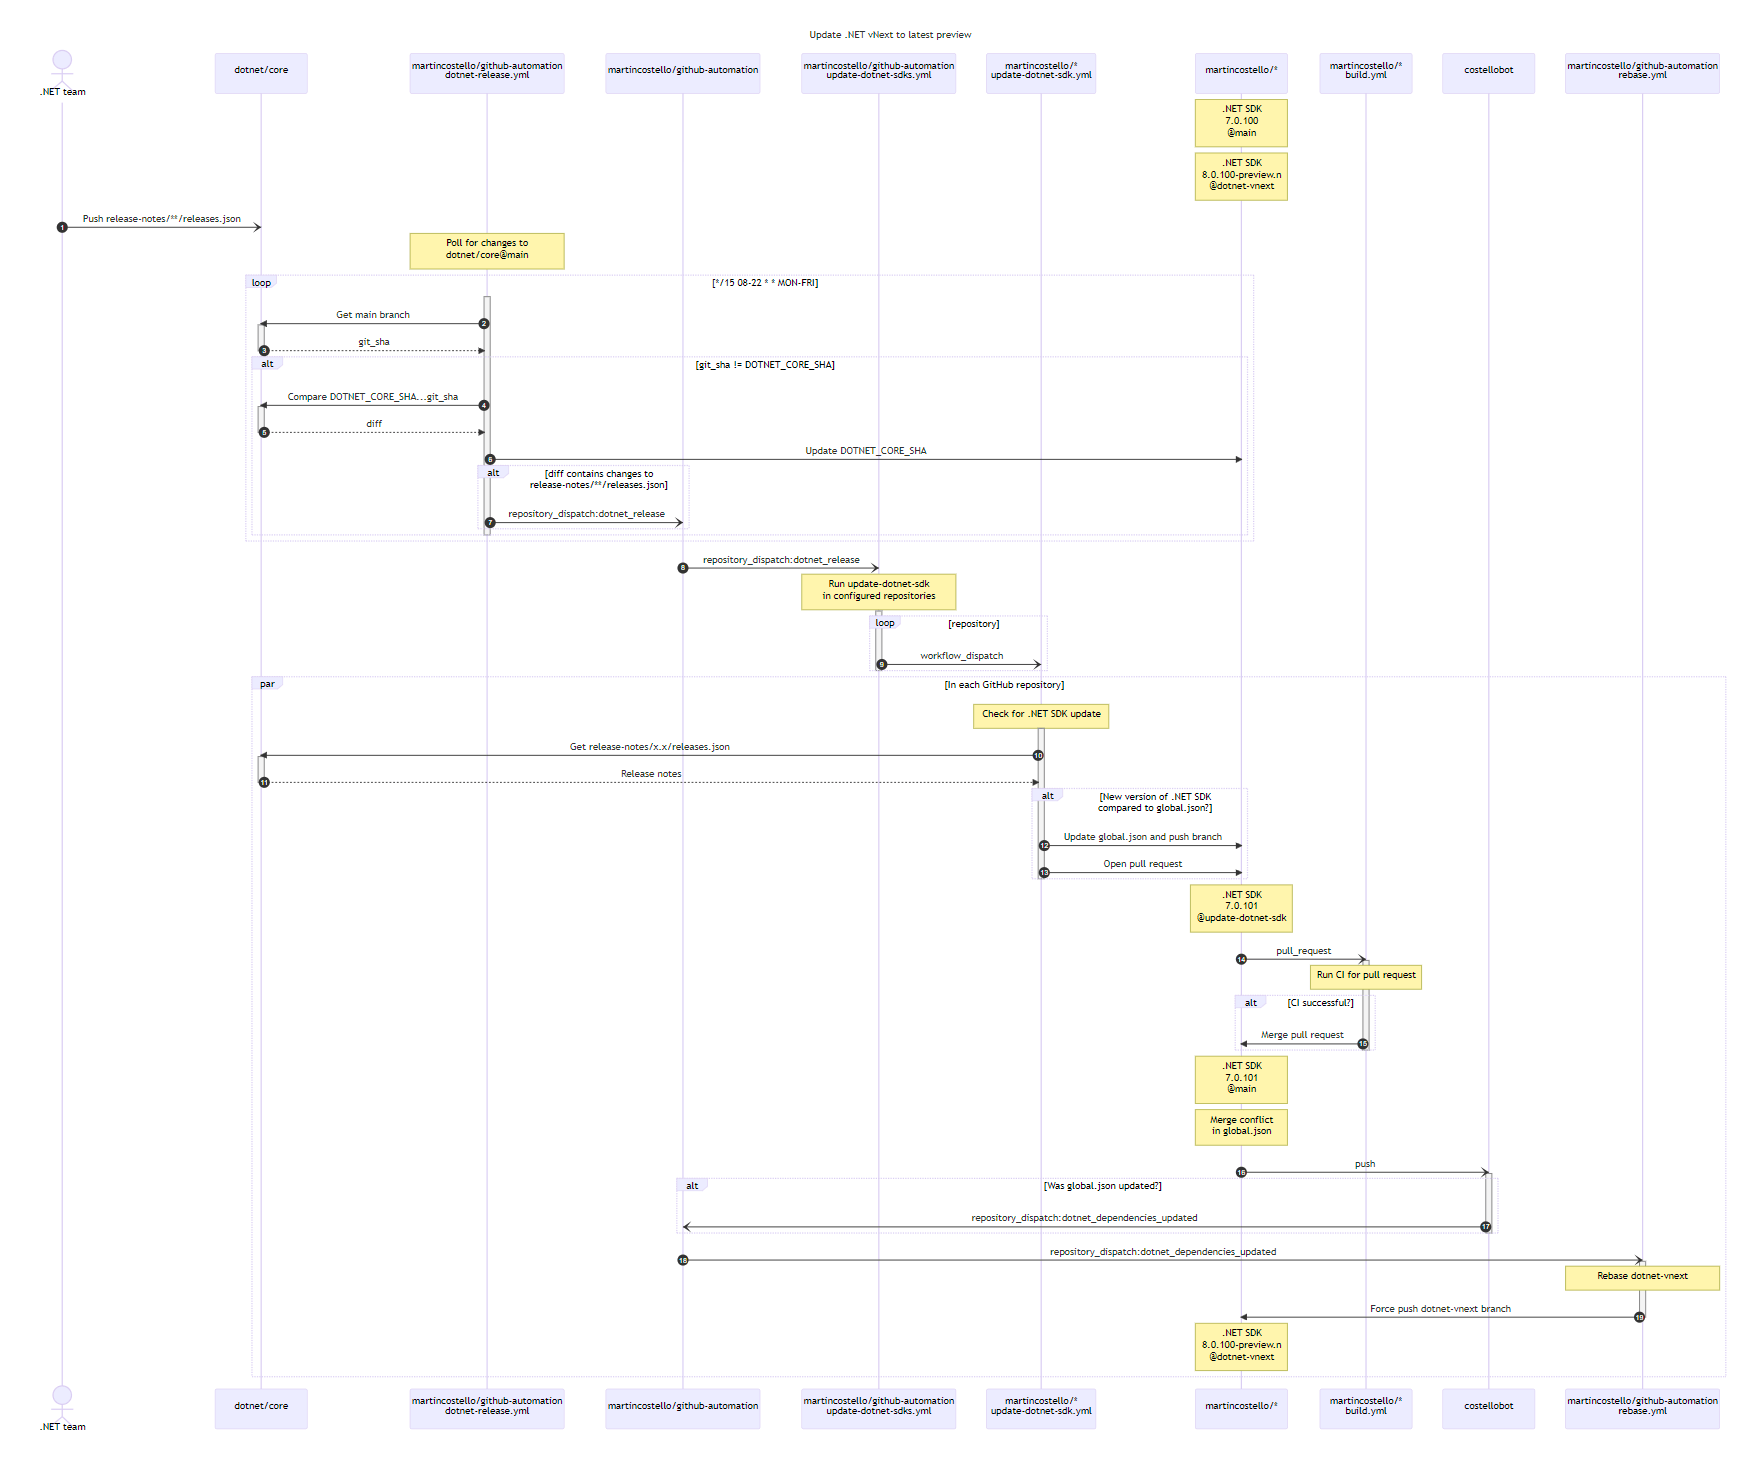 Update .NET vNext to latest preview
.NET team
dotnet/core
martincostello/github-automation
dotnet-release.yml
martincostello/github-automation
martincostello/github-automation
update-dotnet-sdks.yml
martincostello/*
update-dotnet-sdk.yml
martincostello/*
martincostello/*
build.yml
costellobot
martincostello/github-automation
rebase.yml
.NET SDK
7.0.100
@main
.NET SDK
8.0.100-preview.n
@dotnet-vnext
1
Push release-notes/**/releases.json
Poll for changes to
dotnet/core@main
loop
[*/15 08-22 * * MON-FRI]
Get main branch
2
git_sha
3
alt
[git_sha != DOTNET_CORE_SHA]
Compare DOTNET_CORE_SHA...git_sha
4
diff
5
Update DOTNET_CORE_SHA
6
alt
[diff contains changes to
release-notes/**/releases.json]
repository_dispatch:dotnet_release
7
repository_dispatch:dotnet_release
8
Run update-dotnet-sdk
in configured repositories
loop
[repository]
workflow_dispatch
9
par
[In each GitHub repository]
Check for .NET SDK update
Get release-notes/x.x/releases.json
10
Release notes
11
alt
[New version of .NET SDK
compared to global.json?]
Update global.json and push branch
12
Open pull request
13
.NET SDK
7.0.101
@update-dotnet-sdk
pull_request
14
Run CI for pull request
alt
[CI successful?]
Merge pull request
15
.NET SDK
7.0.101
@main
Merge conflict
in global.json
push
16
alt
[Was global.json updated?]
repository_dispatch:dotnet_dependencies_updated
17
repository_dispatch:dotnet_dependencies_updated
18
Rebase dotnet-vnext
Force push dotnet-vnext branch
19
.NET SDK
8.0.100-preview.n
@dotnet-vnext
.NET team
dotnet/core
martincostello/github-automation
dotnet-release.yml
martincostello/github-automation
martincostello/github-automation
update-dotnet-sdks.yml
martincostello/*
update-dotnet-sdk.yml
martincostello/*
martincostello/*
build.yml
costellobot
martincostello/github-automation
rebase.yml